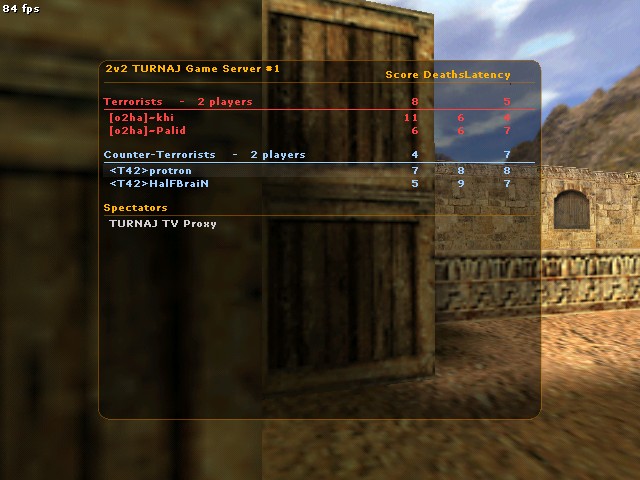 84 fps
2v2 TURNAJ Game Server #1
Score Deaths Latency
Terrorists - 2 players 8 5
[o2ha]~khi 11 6
[o2ha]~Palid 6 6 7
Counter-Terrorists - 2 players 4 7
<T42>protron 7 8 8
<T42>HalFBraiN 5 9 7
Spectators
TURNAJ TV Proxy